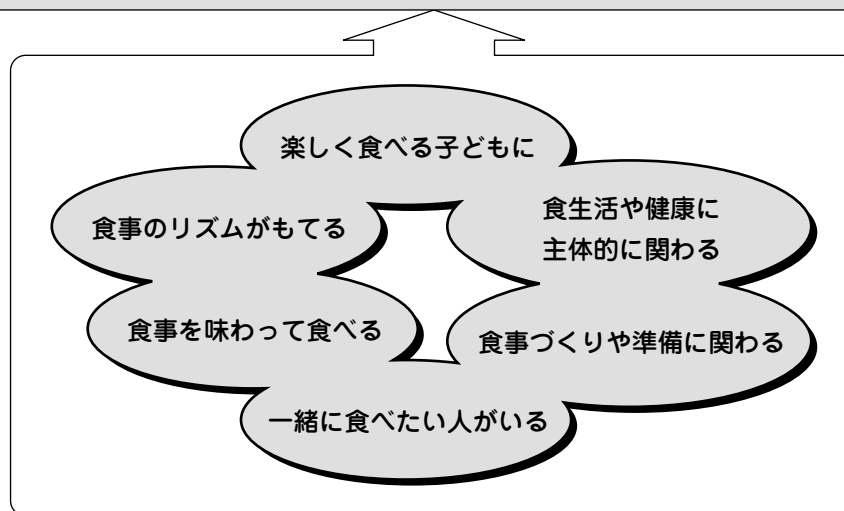 楽しく食べる子どもに
食事のリズムがもてる
食生活や健康に
主体的に関わる
食事を味わって食べる
食事づくりや準備に関わる
一緒に食べたい人がいる